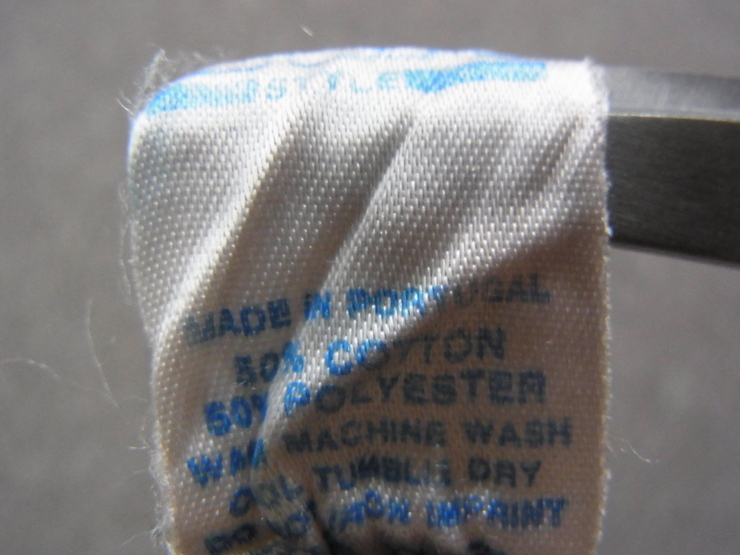 STYLE
MADE IN PORTUGAL
50% COTTON
50% POLYESTER
WARM MACHINE WASH
COOL TUMBLE DRY
DO NOT IRON IMPRINT